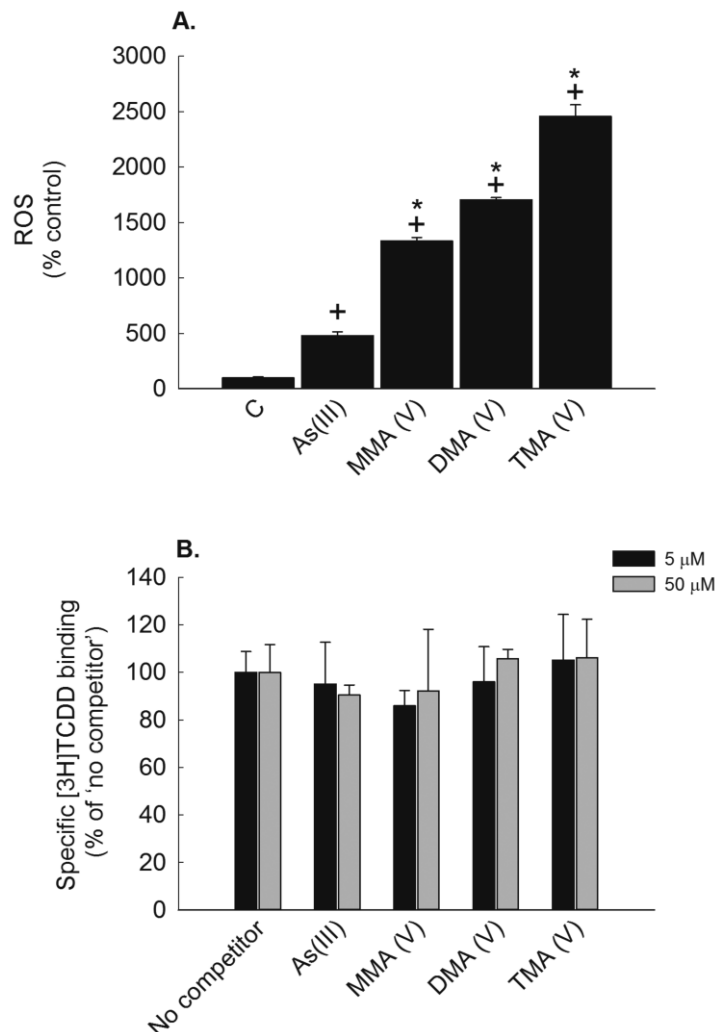 A.
3000
2500
2000
1500
1000
500
0
ROS
(% control)
+
* +
* +
* +
C
As(III)
MMA (V)
DMA (V)
TMA (V)
B.
5 μM
50 μM
140
120
100
80
60
40
20
0
Specific [3H]TCDD binding
(% of 'no competitor')
No competitor
As(III)
MMA (V)
DMA (V)
TMA (V)